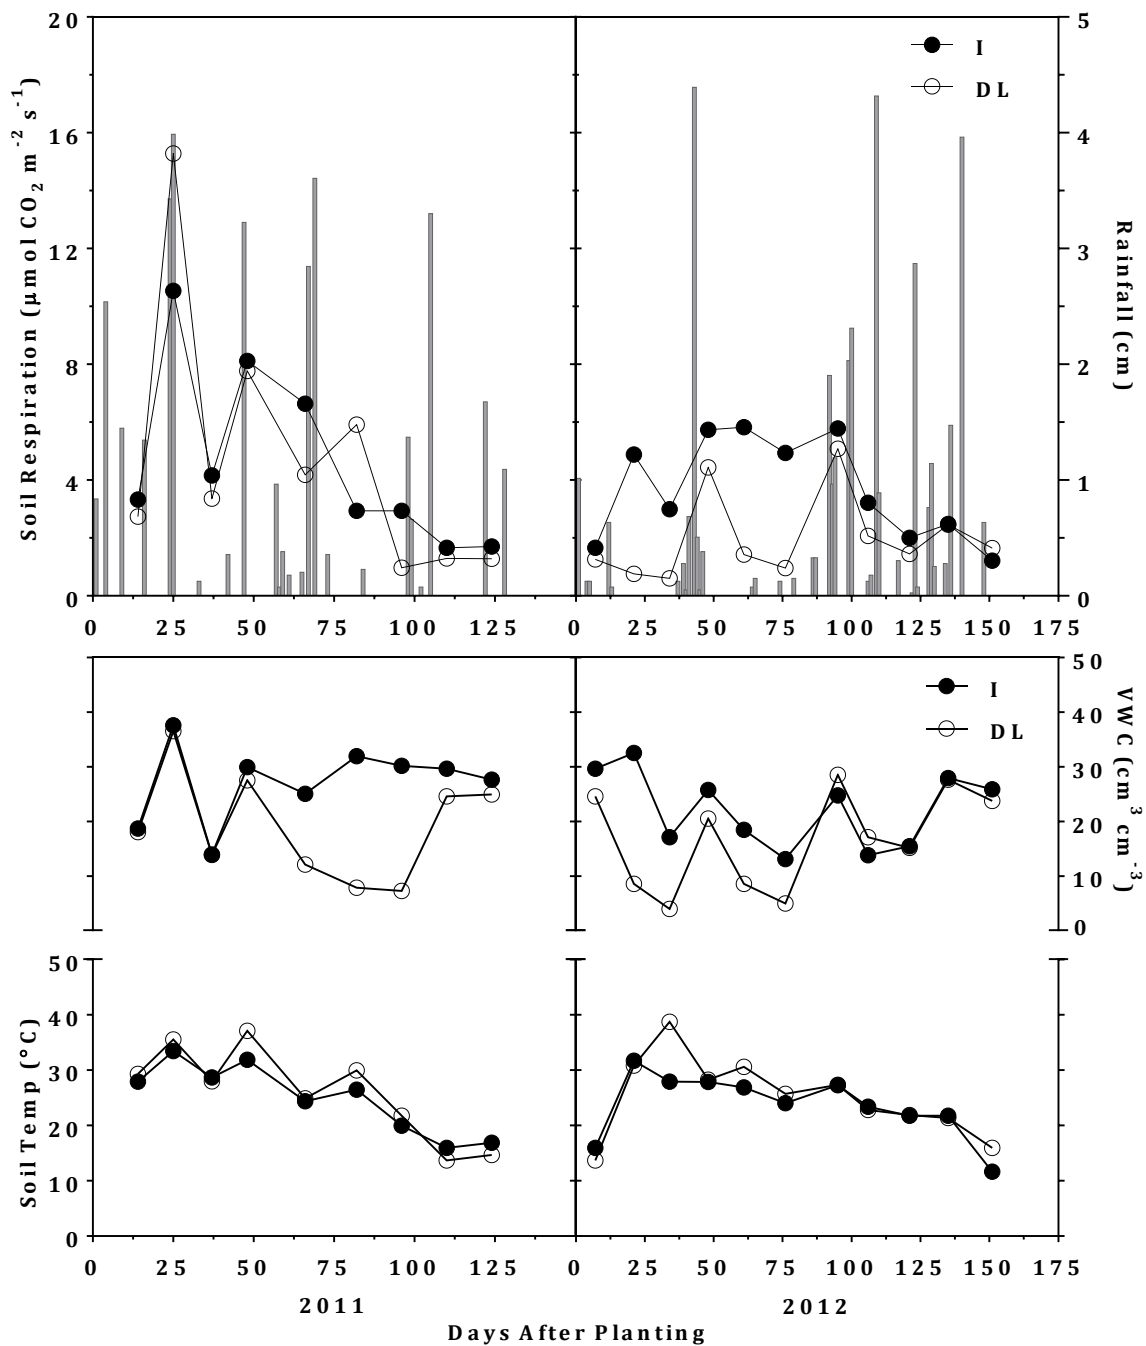 20
16
12
8
4
0
Soil Respiration (µmol CO2 m-2 s-1)
I
DL
5
4
3
2
1
0
Rainfall (cm)
0 25 50 75 100 125
0 25 50 75 100 125 150 175
I
DL
50
40
30
20
10
0
VWC (cm3 cm-3)
50
40
30
20
10
0
Soil Temp (°C)
0 25 50 75 100 125
0 25 50 75 100 125 150 175
2011
2012
Days After Planting